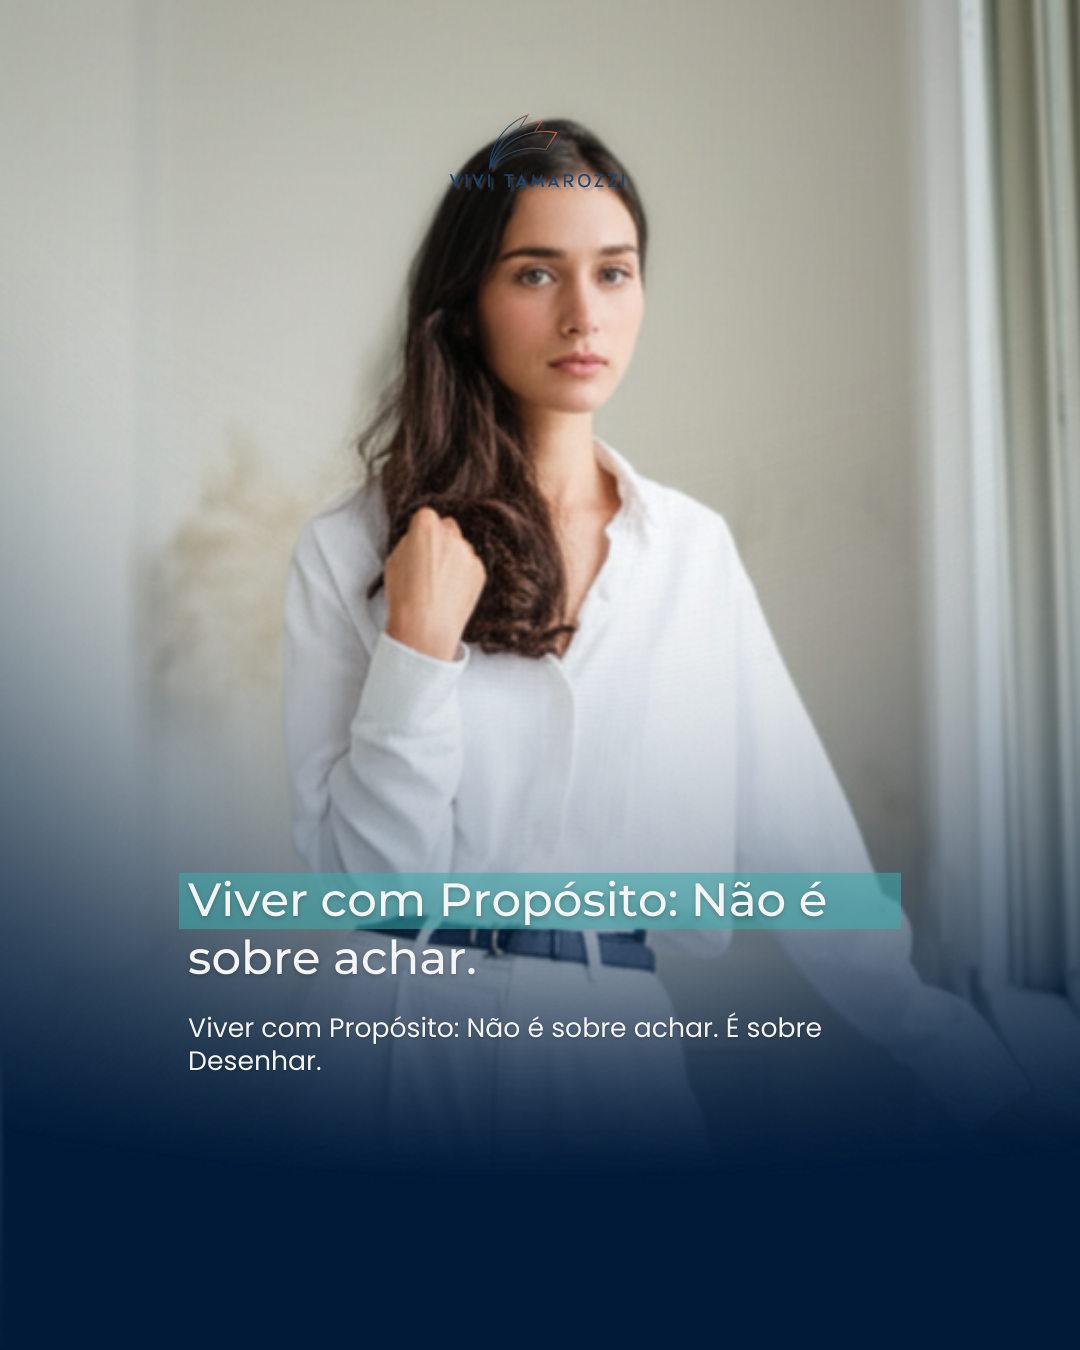 VIVI TAMAROZZI
Viver com Propósito: Não é
sobre achar.
Viver com Propósito: Não é sobre achar. É sobre
Desenhar.